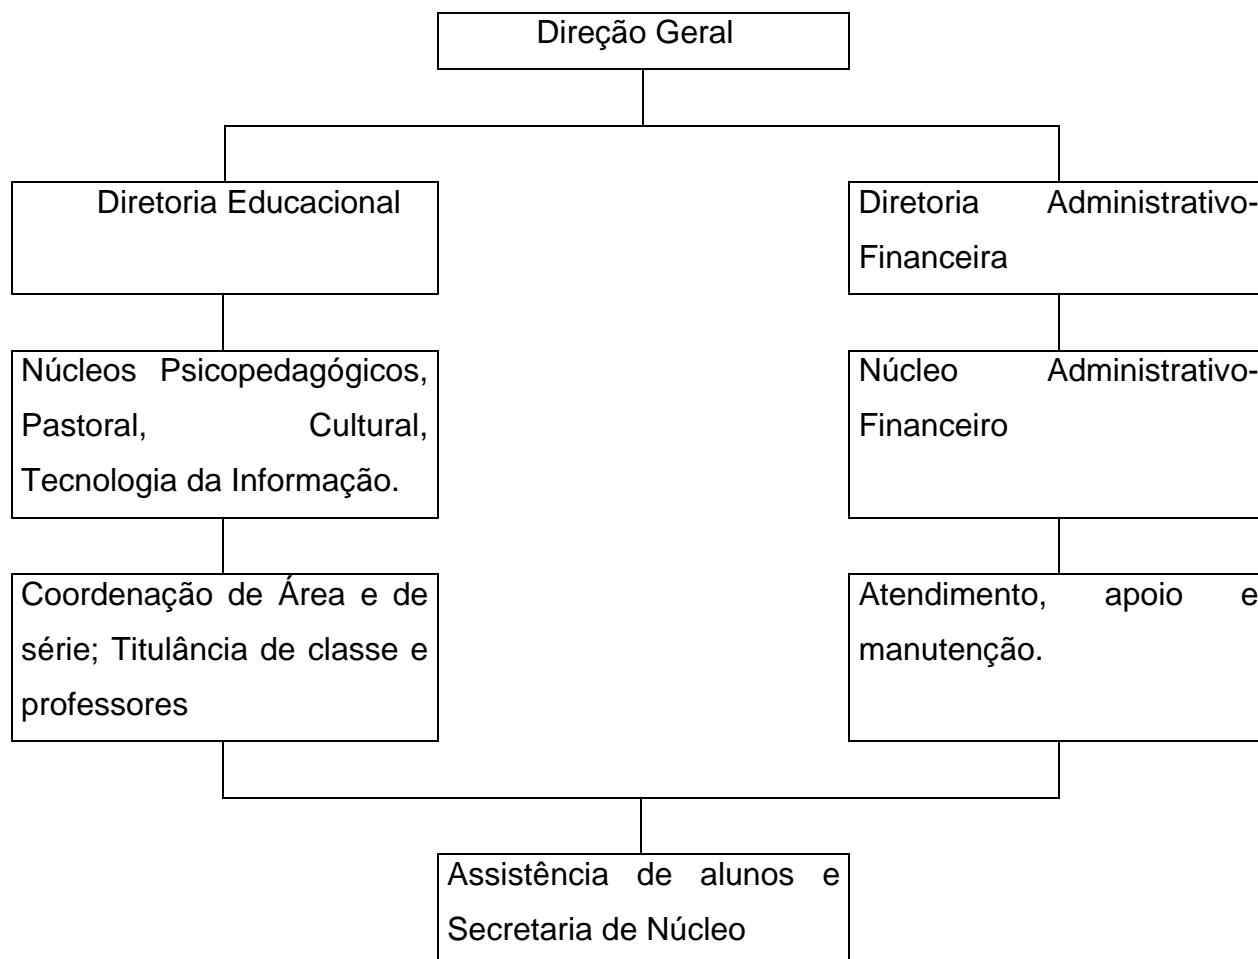 Direção Geral
Diretoria Educacional
Diretoria Administrativo-
Financeira
Núcleos Psicopedagógicos,
Pastoral, Cultural,
Tecnologia da Informação.
Núcleo Administrativo-
Financeiro
Coordenação de Área e de
série; Titulância de classe e
professores
Atendimento, apoio e
manutenção.
Assistência de alunos e
Secretaria de Núcleo